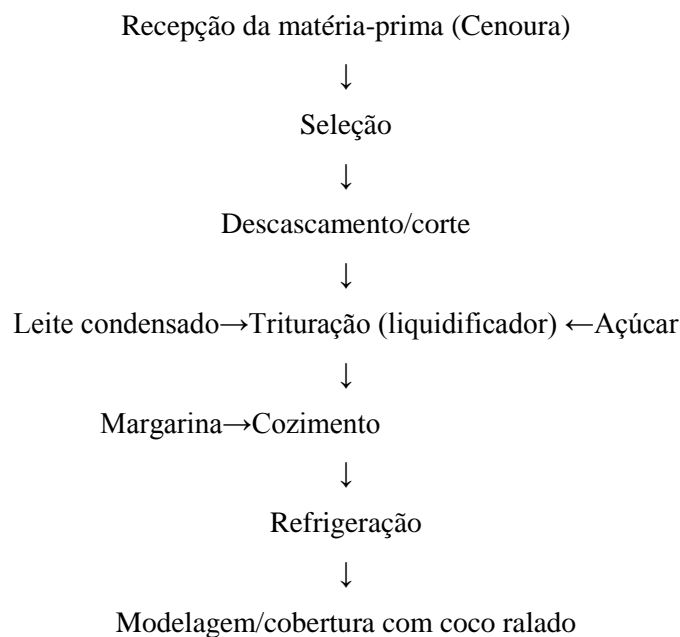 Recepção da matéria-prima (Cenoura)
↓
Seleção
↓
Descascamento/corte
↓
Leite condensado→Trituração (liquidificador) ←Açúcar
↓
Margarina→Cozimento
↓
Refrigeração
↓
Modelagem/cobertura com coco ralado